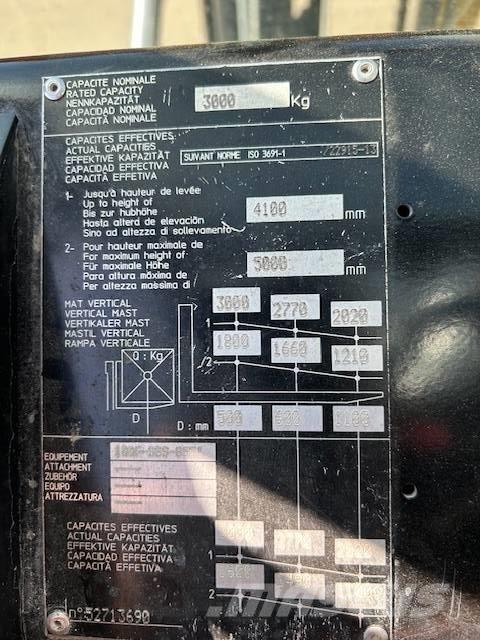 CAPACITE NOMINALE
RATED CAPACITY
NENNKAPAZITÄT
CAPACIDAD NOMINAL
CAPACITÀ NOMINALE
3000 Kg
CAPACITES EFFECTIVES
ACTUAL CAPACITIES
EFFEKTIVE KAPAZITÄT
CAPACIDAD EFFECTIVA
CAPACITÀ EFFETIVA
SUIVANT NORME ISO 3691-1 /22915-13
1- Jusqu'à hauteur de levée
Up to height of
Bis zur hubhöhe
Hasta alterd de elevación
Sino ad altezza di sollevamento
4100 mm
2- Pour hauteur maximale de
For maximum height of
Für maximale Höhe
Para altura máxima de
Per altezza massima di
5000 mm
MAT VERTICAL
VERTICAL MAST
VERTIKALER MAST
MASTIL VERTICAL
RAMPA VERTICALE
3000 2770 2020
1
1800 1660 1210
2
Q : Kg
D
D : mm
500 600 1100
EQUIPEMENT
ATTACHMENT
ZUBEHÖR
EQUIPO
ATTREZZATURA
CAPACITES EFFECTIVES
ACTUAL CAPACITIES
EFFEKTIVE KAPAZITÄT
CAPACIDAD EFFECTIVA
CAPACITÀ EFETIVA
1
2
n°:52713690